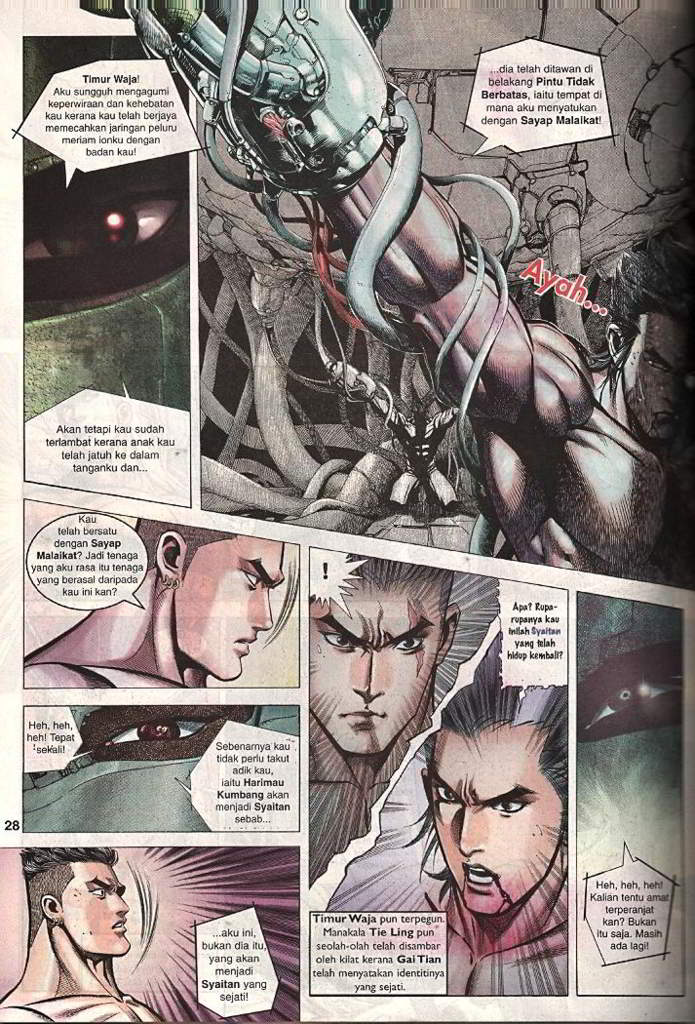 Timur Waja!
Aku sungguh mengagumi
keperwiraan dan kehebatan
kau kerana kau telah berjaya
memecahkan jaringan peluru
meriam ionku dengan
badan kau!
...dia telah ditawan di
belakang Pintu Tidak
Berbatas, iaitu tempat di
mana aku menyatukan
dengan Sayap Malaikat!
Ayah...
Akan tetapi kau sudah
terlambat kerana anak kau
telah jatuh ke dalam
tanganku dan...
Kau
telah bersatu
dengan Sayap
Malaikat? Jadi tenaga
yang aku rasa itu tenaga
yang berasal daripada
kau ini kan?
!
Apa? Rupa-
rupanya kau
inilah Syaitan
yang telah
hidup kembali?
Heh, heh,
heh! Tepat
sekali!
Sebenarnya kau
tidak perlu takut
adik kau,
iaitu Harimau
Kumbang akan
menjadi Syaitan
sebab...
28
...aku ini,
bukan dia itu,
yang akan
menjadi
Syaitan yang
sejati!
Timur Waja pun tergegun.
Manakala Tie Ling pun
seolah-olah telah disambar
oleh kilat kerana Gai Tian
telah menyatakan identitinya
yang sejati.
Heh, heh, heh!
Kalian tentu amat
terperanjat
kan? Bukan
itu saja. Masih
ada lagi!